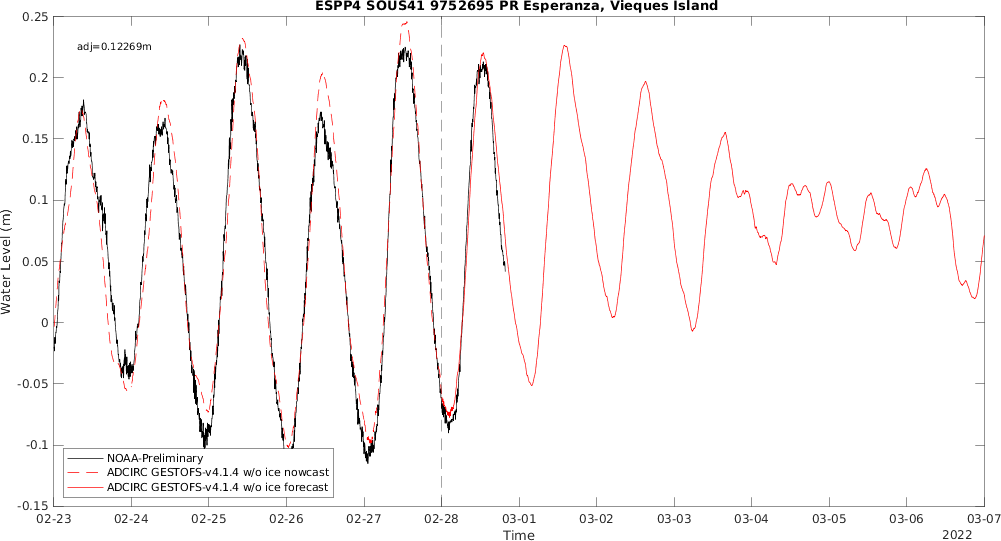 ESPP4 SOUS41 9752695 PR Esperanza, Vieques Island
adj=0.12269m
0.25
0.2
0.15
0.1
0.05
0
-0.05
-0.1
-0.15
Water Level (m)
NOAA-Preliminary
ADCIRC GESTOFS-v4.1.4 w/o ice nowcast
ADCIRC GESTOFS-v4.1.4 w/o ice forecast
02-23 02-24 02-25 02-26 02-27 02-28 03-01 03-02 03-03 03-04 03-05 03-06 03-07
Time
2022